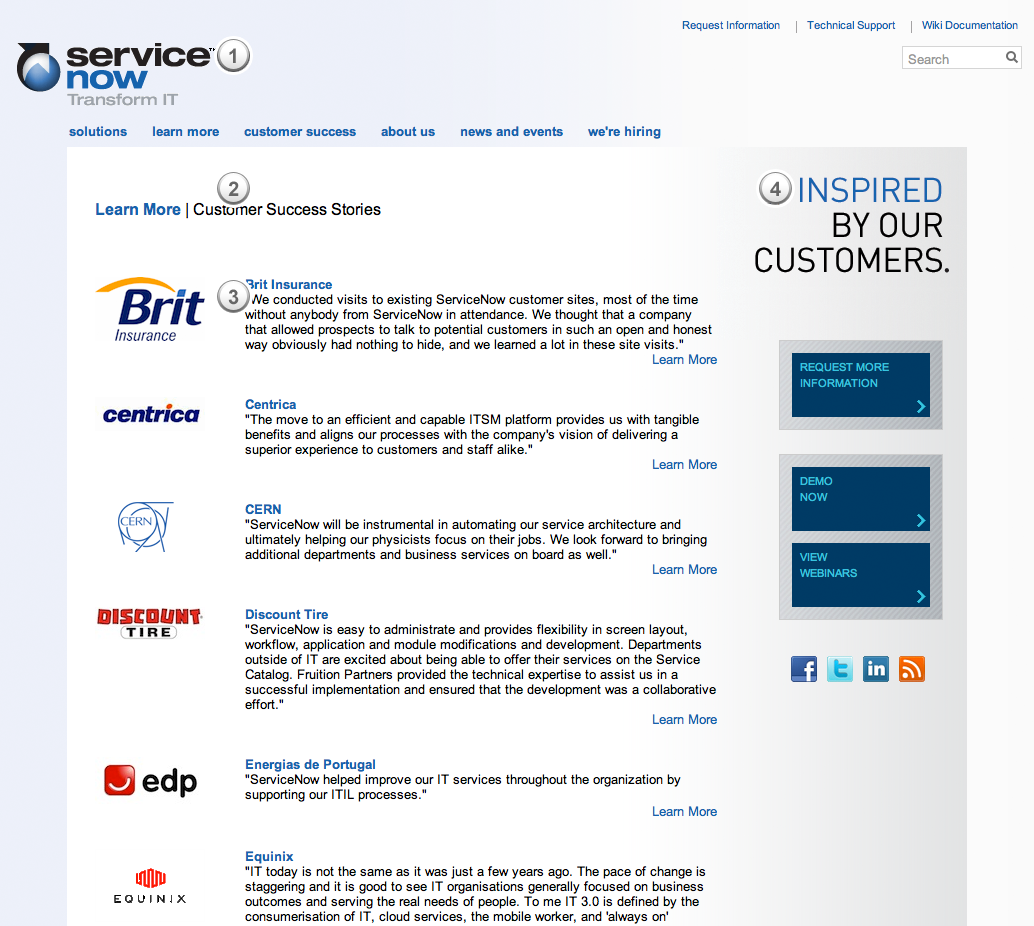 Request Information | Technical Support | Wiki Documentation
service™ 1
now
Transform IT
Search
solutions learn more customer success about us news and events we're hiring
2
Learn More | Customer Success Stories
4 INSPIRED
BY OUR
CUSTOMERS.
Brit
Insurance
3
Brit Insurance
"We conducted visits to existing ServiceNow customer sites, most of the time
without anybody from ServiceNow in attendance. We thought that a company
that allowed prospects to talk to potential customers in such an open and honest
way obviously had nothing to hide, and we learned a lot in these site visits."
Learn More
centrica
Centrica
"The move to an efficient and capable ITSM platform provides us with tangible
benefits and aligns our processes with the company's vision of delivering a
superior experience to customers and staff alike."
Learn More
CERN
CERN
"ServiceNow will be instrumental in automating our service architecture and
ultimately helping our physicists focus on their jobs. We look forward to bringing
additional departments and business services on board as well."
Learn More
DISCOUNT
TIRE
Discount Tire
"ServiceNow is easy to administrate and provides flexibility in screen layout,
workflow, application and module modifications and development. Departments
outside of IT are excited about being able to offer their services on the Service
Catalog. Fruition Partners provided the technical expertise to assist us in a
successful implementation and ensured that the development was a collaborative
effort."
Learn More
edp
Energias de Portugal
"ServiceNow helped improve our IT services throughout the organization by
supporting our ITIL processes."
Learn More
EQUINIX
Equinix
"IT today is not the same as it was just a few years ago. The pace of change is
staggering and it is good to see IT organisations generally focused on business
outcomes and serving the real needs of people. To me IT 3.0 is defined by the
consumerisation of IT, cloud services, the mobile worker, and 'always on'
REQUEST MORE
INFORMATION
DEMO
NOW
VIEW
WEBINARS
f t in